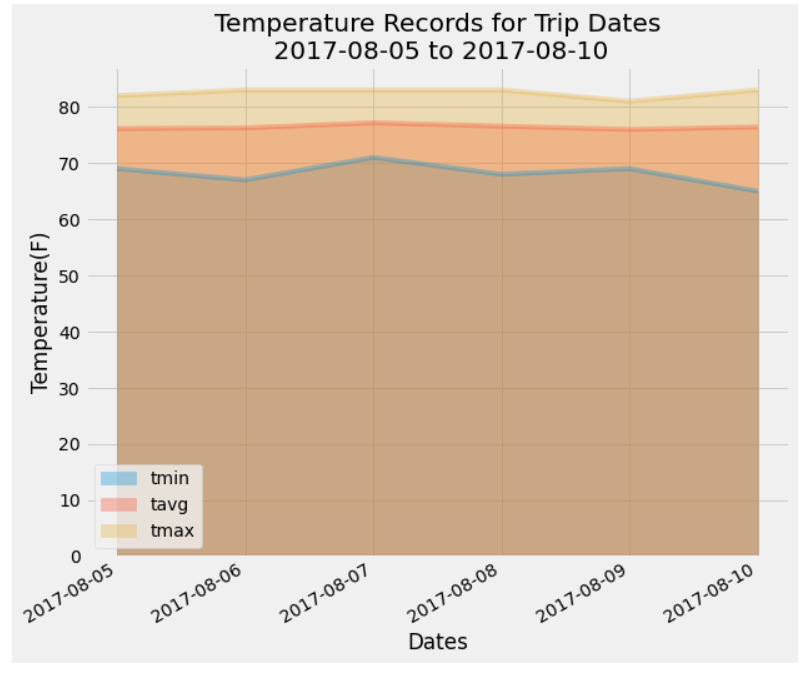 Temperature Records for Trip Dates
2017-08-05 to 2017-08-10
Temperature(F)
80
70
60
50
40
30
20
10
0
tmin
tavg
tmax
2017-08-05
2017-08-06
2017-08-07
2017-08-08
2017-08-09
2017-08-10
Dates